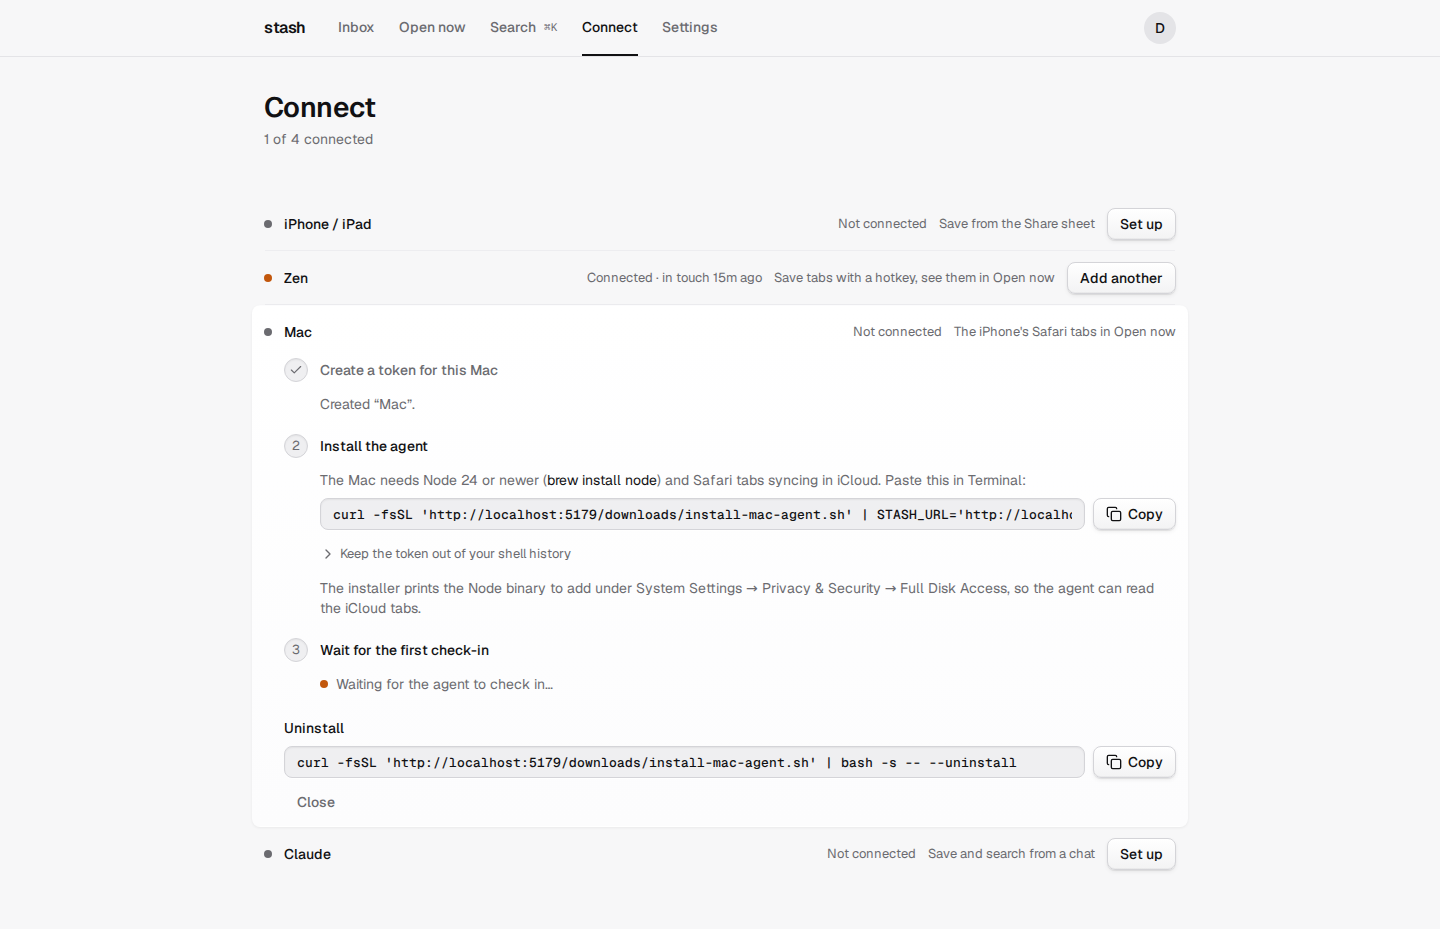 stash Inbox Open now Search ⌘K Connect Settings D
Connect
1 of 4 connected
iPhone / iPad Not connected Save from the Share sheet Set up
Zen Connected · in touch 15m ago Save tabs with a hotkey, see them in Open now Add another
Mac Not connected The iPhone's Safari tabs in Open now
Create a token for this Mac
Created “Mac”.
2 Install the agent
The Mac needs Node 24 or newer (brew install node) and Safari tabs syncing in iCloud. Paste this in Terminal:
curl -fsSL 'http://localhost:5179/downloads/install-mac-agent.sh' | STASH_URL='http://localho Copy
Keep the token out of your shell history
The installer prints the Node binary to add under System Settings → Privacy & Security → Full Disk Access, so the agent can read
the iCloud tabs.
3 Wait for the first check-in
Waiting for the agent to check in…
Uninstall
curl -fsSL 'http://localhost:5179/downloads/install-mac-agent.sh' | bash -s -- --uninstall Copy
Close
Claude Not connected Save and search from a chat Set up